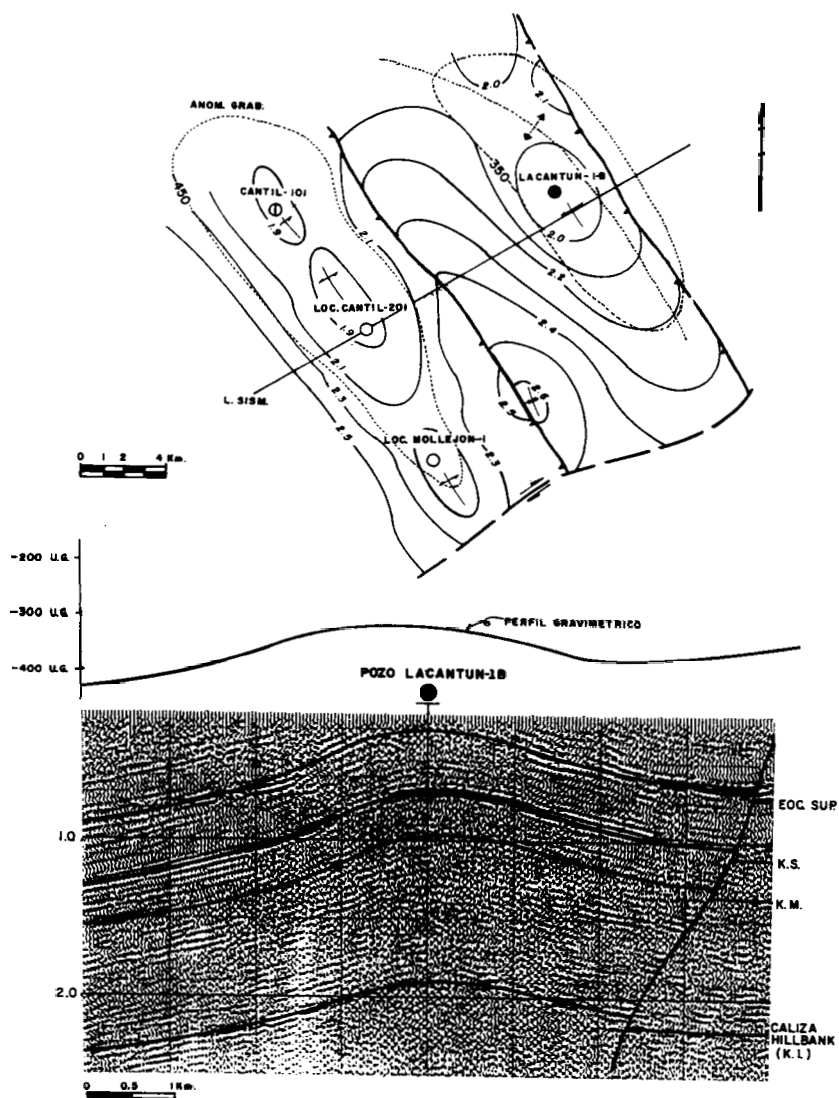 2.0
2.1
ANOM. GRAB.
-350
LACANTUN-1B
-450
CANTIL-101
1.9
2.1
2.0
2.4
LOC. CANTIL-201
1.9
2.1
L. SISM.
2.3
2.6
2.5
2.5
LOC. MOLLEJON-1
2.3
0 1 2 4 Km.
-200 U.G.
-300 U.G.
PERFIL GRAVIMETRICO
-400 U.G.
POZO LACANTUN-1B
EOC. SUP.
1.0
K.S.
K.M.
2.0
CALIZA
HILLBANK
(K.I.)
0 0.5 1 Km.